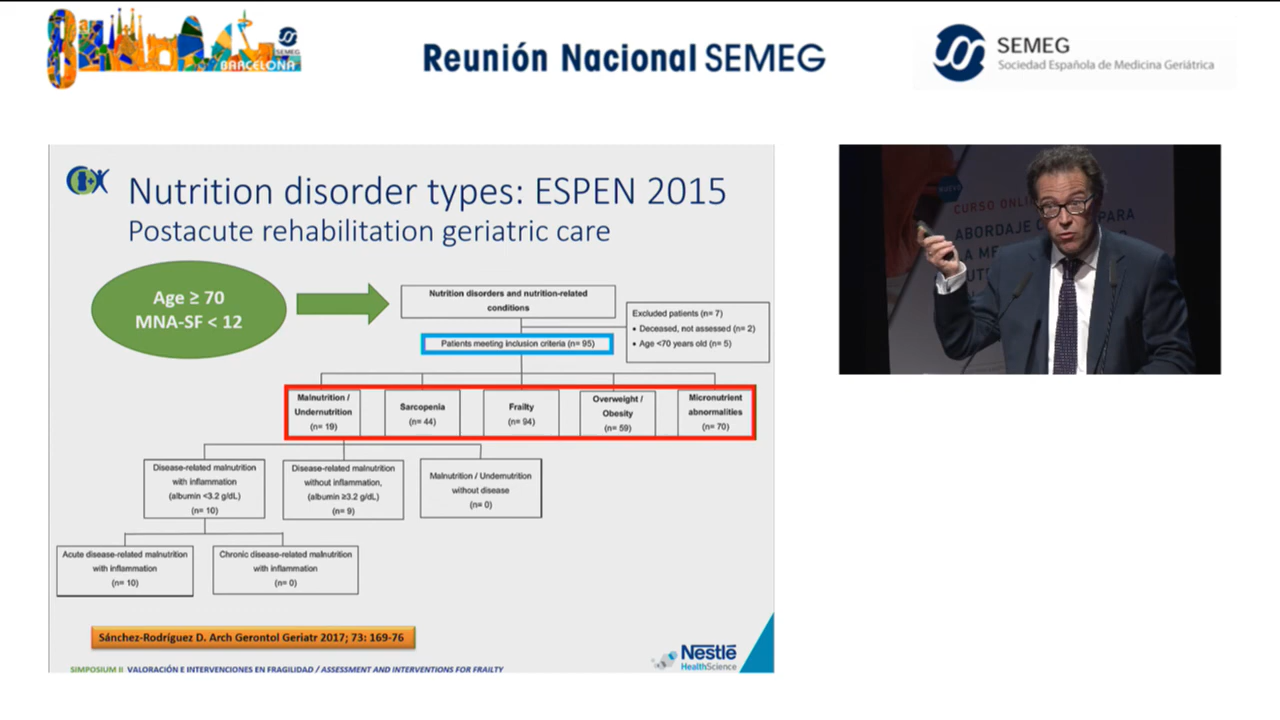 8ª
SEMEG
BARCELONA
Reunión Nacional SEMEG
SEMEG
Sociedad Española de Medicina Geriátrica
Nutrition disorder types: ESPEN 2015
Postacute rehabilitation geriatric care
Age ≥ 70
MNA-SF < 12
Nutrition disorders and nutrition-related
conditions
Patients meeting inclusion criteria (n= 95)
Excluded patients (n= 7)
• Deceased, not assessed (n= 2)
• Age <70 years old (n= 5)
Malnutrition /
Undernutrition
(n= 19)
Sarcopenia
(n= 44)
Frailty
(n= 94)
Overweight /
Obesity
(n= 59)
Micronutrient
abnormalities
(n= 70)
Disease-related malnutrition
with inflammation
(albumin <3.2 g/dL)
(n= 10)
Disease-related malnutrition
without inflammation,
(albumin ≥3.2 g/dL)
(n= 9)
Malnutrition / Undernutrition
without disease
(n= 0)
Acute disease-related malnutrition
with inflammation
(n= 10)
Chronic disease-related malnutrition
with inflammation
(n= 0)
Sánchez-Rodríguez D. Arch Gerontol Geriatr 2017; 73: 169-76
SIMPOSIUM II VALORACIÓN E INTERVENCIONES EN FRAGILIDAD / ASSESSMENT AND INTERVENTIONS FOR FRAILTY
Nestlé
HealthScience
CURSO ONLI
ABORDAJE PARA